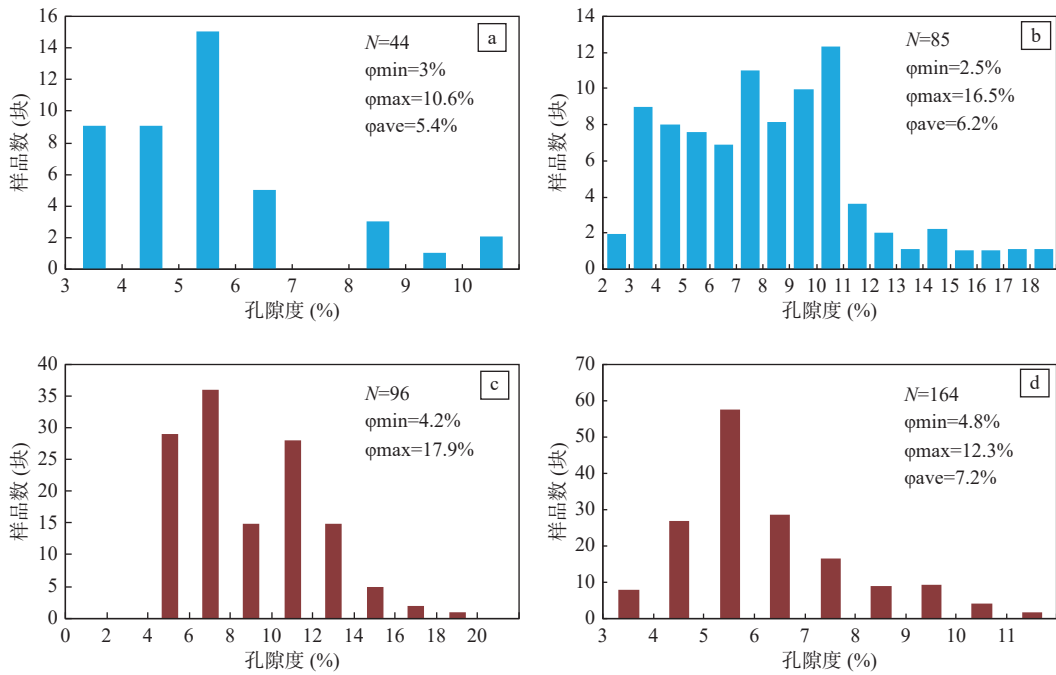 16
14
12
10
8
6
4
2
0
样品数 (块)
N=44
φmin=3%
φmax=10.6%
φave=5.4%
a
3 4 5 6 7 8 9 10
孔隙度 (%)
14
12
10
8
6
4
2
0
样品数 (块)
N=85
φmin=2.5%
φmax=16.5%
φave=6.2%
b
2 3 4 5 6 7 8 9 10 11 12 13 14 15 16 17 18
孔隙度 (%)
40
35
30
25
20
15
10
5
0
样品数 (块)
N=96
φmin=4.2%
φmax=17.9%
c
0 2 4 6 8 10 12 14 16 18 20
孔隙度 (%)
70
60
50
40
30
20
10
0
样品数 (块)
N=164
φmin=4.8%
φmax=12.3%
φave=7.2%
d
3 4 5 6 7 8 9 10 11
孔隙度 (%)